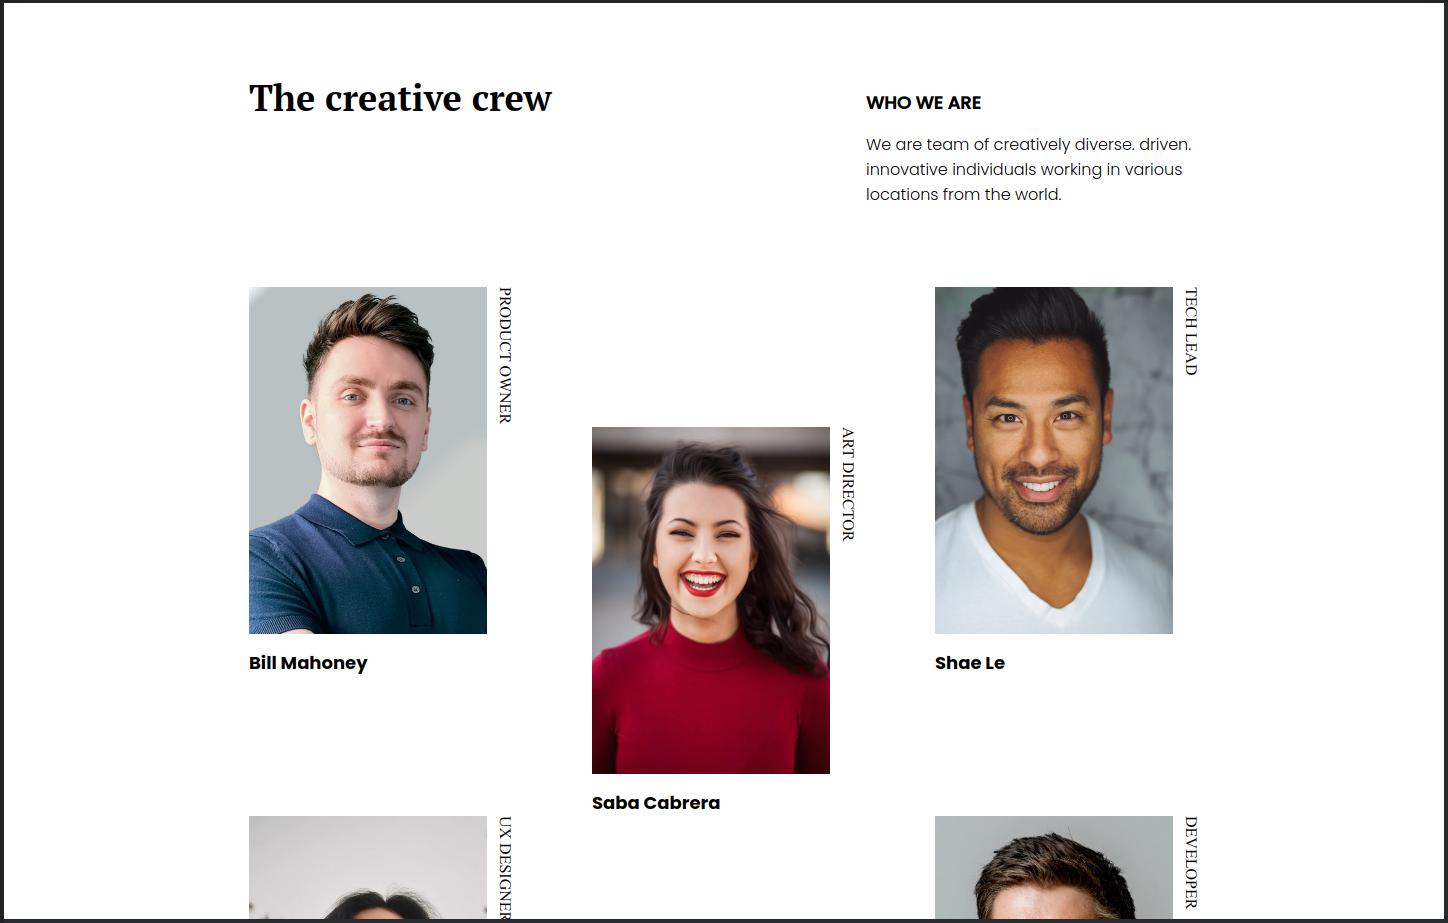 The creative crew
WHO WE ARE
We are team of creatively diverse. driven.
innovative individuals working in various
locations from the world.
PRODUCT OWNER
Bill Mahoney
ART DIRECTOR
Saba Cabrera
TECH LEAD
Shae Le
UX DESIGNER
DEVELOPER